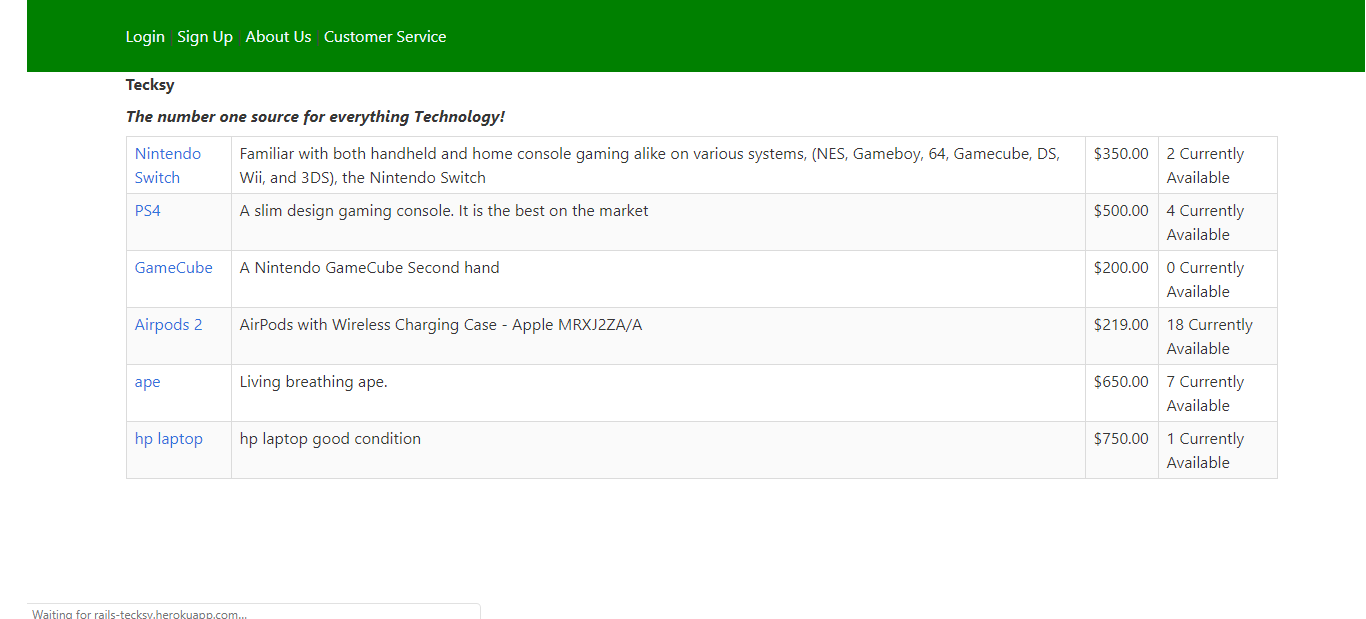 Login Sign Up About Us Customer Service
Tecksy
The number one source for everything Technology!
Nintendo Switch
Familiar with both handheld and home console gaming alike on various systems, (NES, Gameboy, 64, Gamecube, DS,
Wii, and 3DS), the Nintendo Switch
$350.00
2 Currently
Available
PS4
A slim design gaming console. It is the best on the market
$500.00
4 Currently
Available
GameCube
A Nintendo GameCube Second hand
$200.00
0 Currently
Available
Airpods 2
AirPods with Wireless Charging Case - Apple MRXJ2ZA/A
$219.00
18 Currently
Available
ape
Living breathing ape.
$650.00
7 Currently
Available
hp laptop
hp laptop good condition
$750.00
1 Currently
Available
Waiting for rails-tecksy.herokuapp.com...